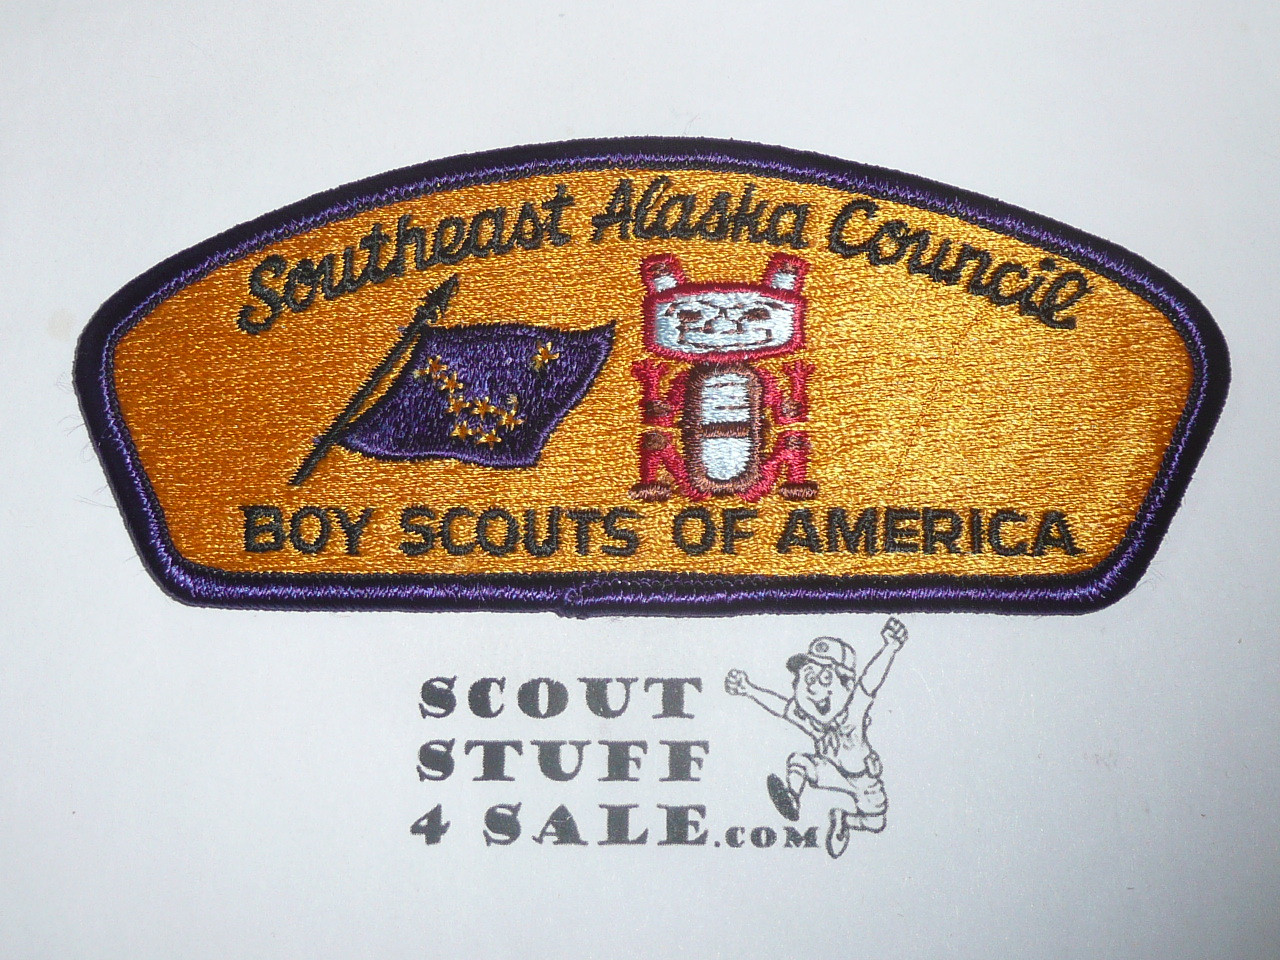 Southeast Alaska Council
BOY SCOUTS OF AMERICA
SCOUT
STUFF
4 SALE.COM